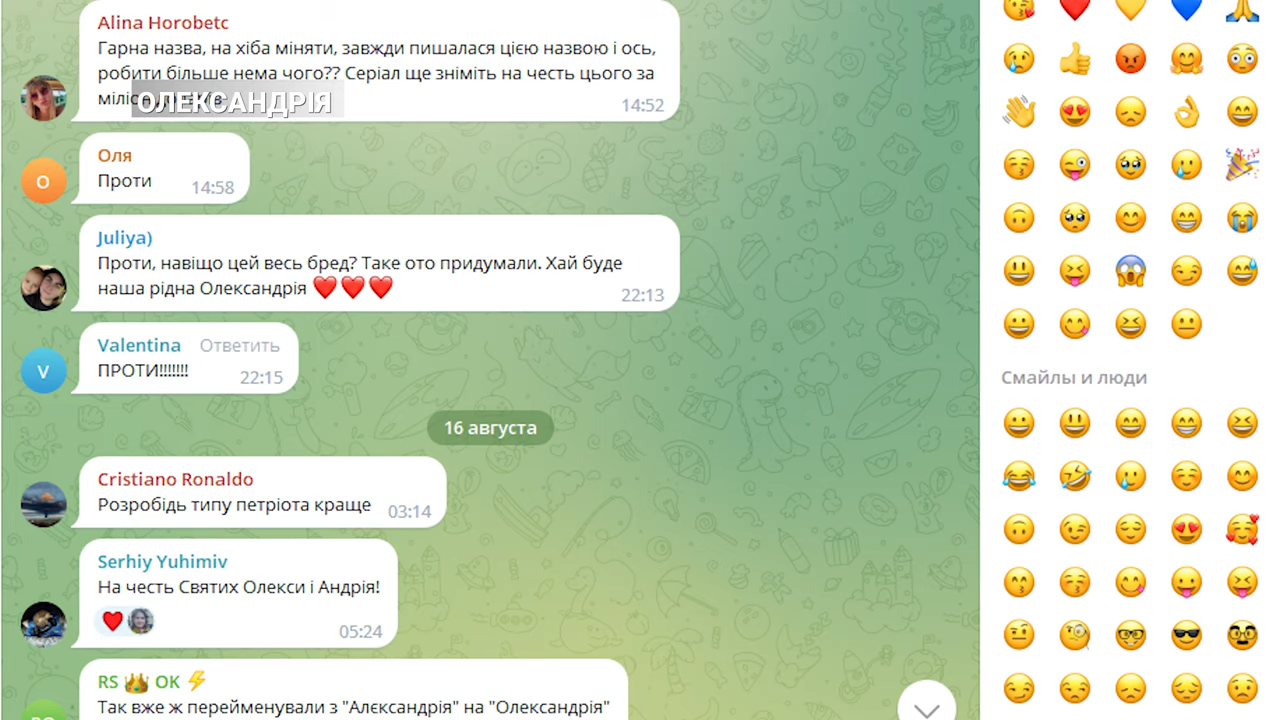 Alina Horobetc
Гарна назва, на хіба міняти, завжди пишалася цією назвою і ось,
робити більше нема чого?? Серіал ще зніміть на честь цього за
14:52
ОЛЕКСАНДРІЯ
Оля
О
Проти
14:58
Juliya)
Проти, навіщо цей весь бред? Таке ото придумали. Хай буде
наша рідна Олександрія ❤️❤️❤️
22:13
Valentina Ответить
V
ПРОТИ!!!!!!!
22:15
16 августа
Cristiano Ronaldo
Розробідь типу петріота краще
03:14
Serhiy Yuhimiv
На честь Святих Олекси і Андрія!
05:24
RS 👑 OK ⚡
Так вже ж перейменували з "Алєксандрія" на "Олександрія"
Смайлы и люди